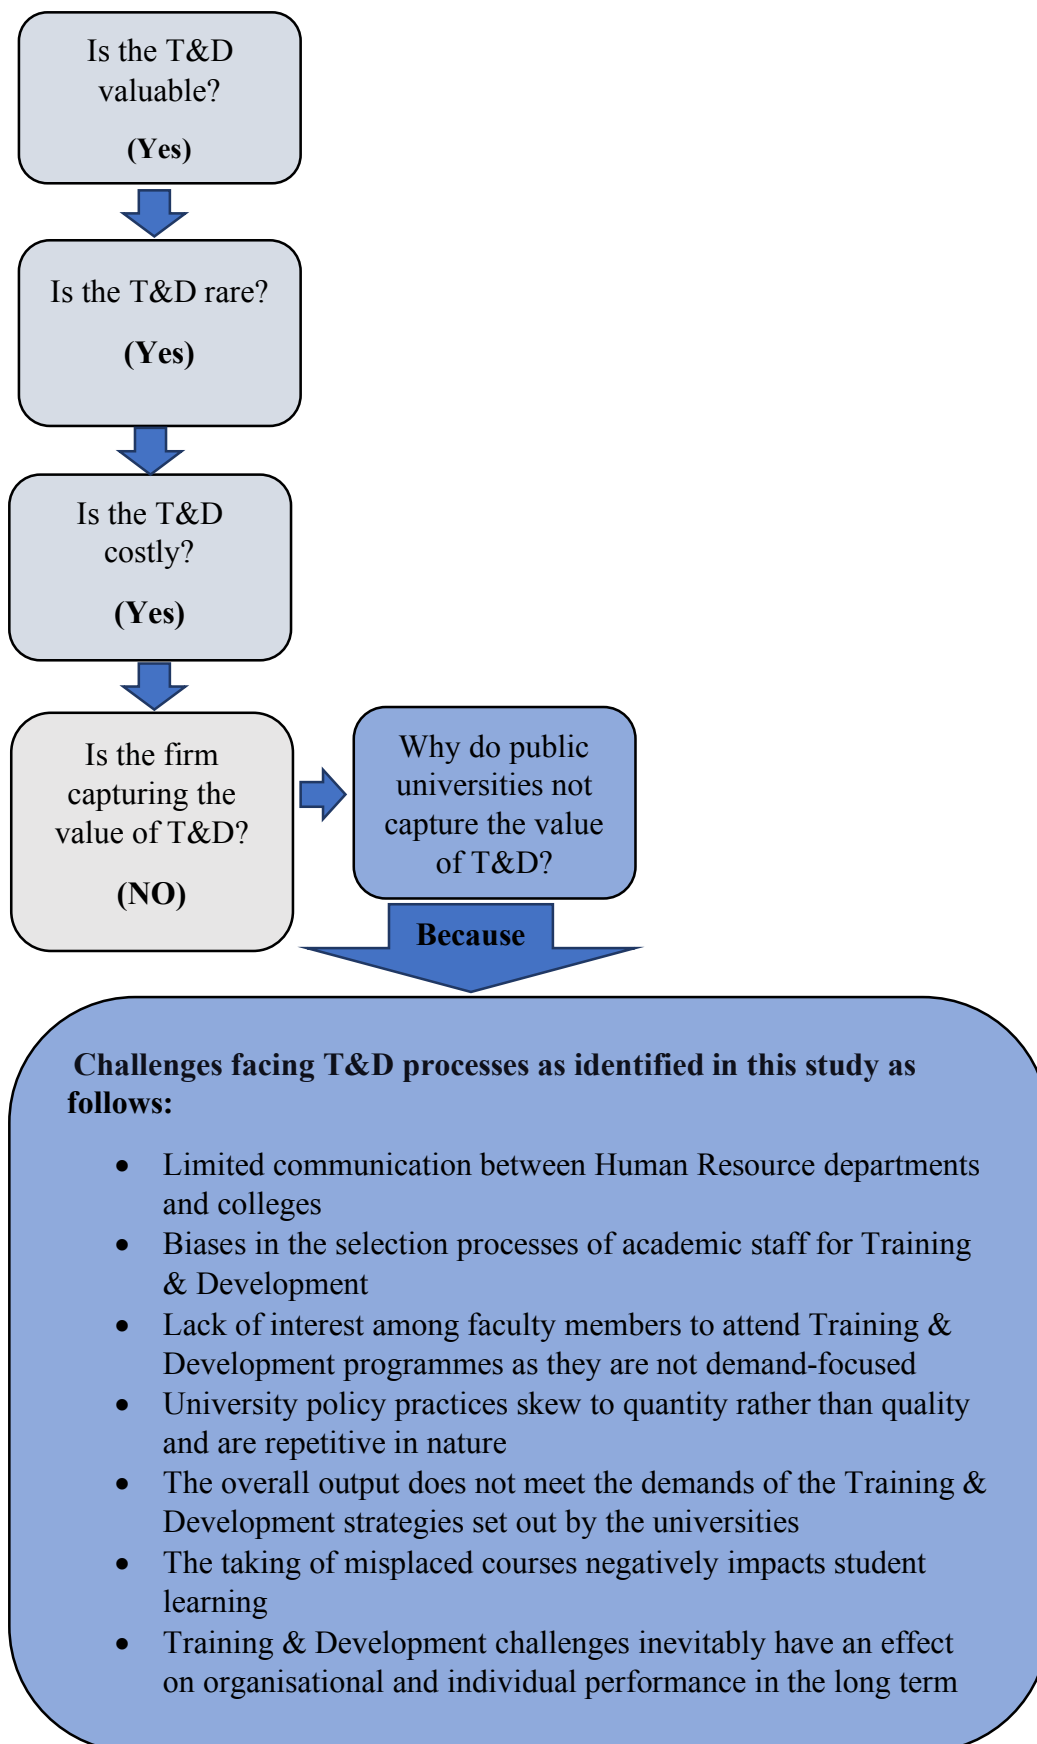 Is the T&D
valuable?
(Yes)
Is the T&D rare?
(Yes)
Is the T&D
costly?
(Yes)
Is the firm
capturing the
value of T&D?
(NO)
Why do public
universities not
capture the value
of T&D?
Because
Challenges facing T&D processes as identified in this study as
follows:
• Limited communication between Human Resource departments
and colleges
• Biases in the selection processes of academic staff for Training
& Development
• Lack of interest among faculty members to attend Training &
Development programmes as they are not demand-focused
• University policy practices skew to quantity rather than quality
and are repetitive in nature
• The overall output does not meet the demands of the Training &
Development strategies set out by the universities
• The taking of misplaced courses negatively impacts student
learning
• Training & Development challenges inevitably have an effect
on organisational and individual performance in the long term